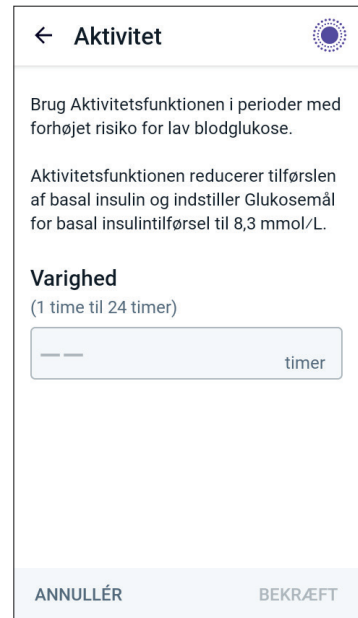 Aktivitet
Brug Aktivitetsfunktionen i perioder med
forhøjet risiko for lav blodglukose.
Aktivitetsfunktionen reducerer tilførslen
af basal insulin og indstiller Glukosemål
for basal insulintilførsel til 8,3 mmol/L.
Varighed
(1 time til 24 timer)
timer
ANNULLÉR BEKRÆFT